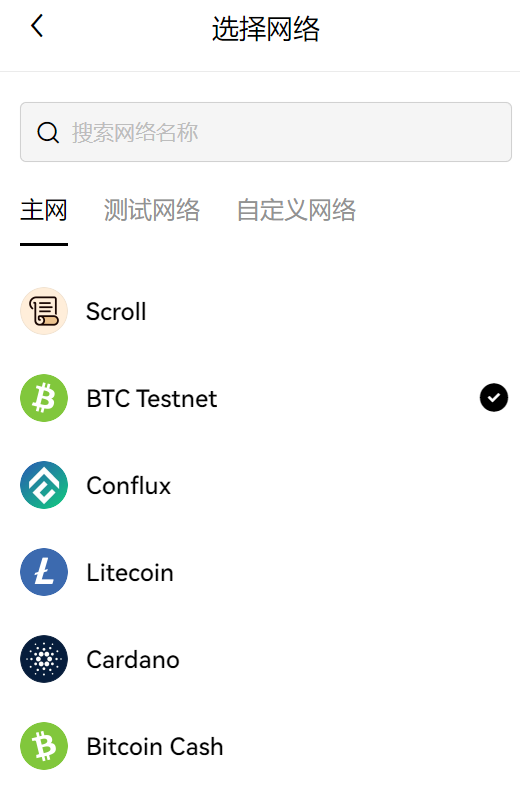 选择网络
搜索网络名称
主网 测试网络 自定义网络
Scroll
BTC Testnet
Conflux
Litecoin
Cardano
Bitcoin Cash